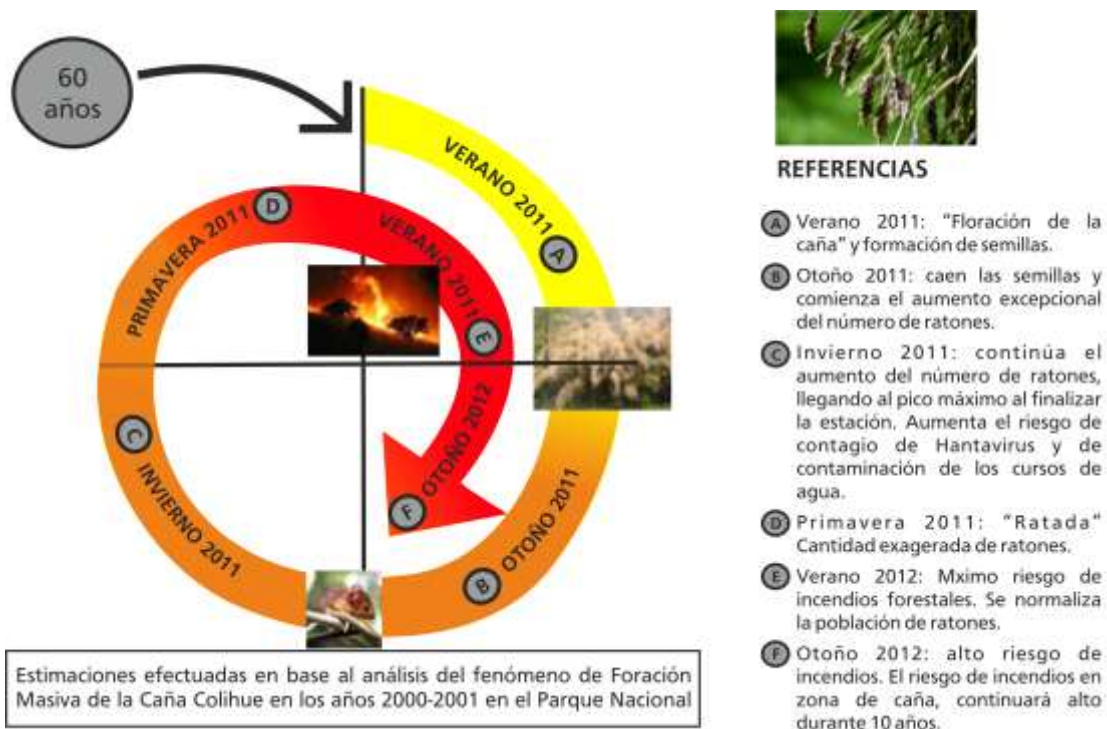 60
años
VERANO 2011
A
OTOÑO 2011
B
INVIERNO 2011
C
PRIMAVERA 2011
D
VERANO 2011
E
OTOÑO 2012
F
Estimaciones efectuadas en base al análisis del fenómeno de Foración
Masiva de la Caña Colihue en los años 2000-2001 en el Parque Nacional
REFERENCIAS
A Verano 2011: "Floración de la
caña" y formación de semillas.
B Otoño 2011: caen las semillas y
comienza el aumento excepcional
del número de ratones.
C Invierno 2011: continúa el
aumento del número de ratones,
llegando al pico máximo al finalizar
la estación. Aumenta el riesgo de
contagio de Hantavirus y de
contaminación de los cursos de
agua.
D Primavera 2011: "Ratada"
Cantidad exagerada de ratones.
E Verano 2012: Mximo riesgo de
incendios forestales. Se normaliza
la población de ratones.
F Otoño 2012: alto riesgo de
incendios. El riesgo de incendios en
zona de caña, continuará alto
durante 10 años.